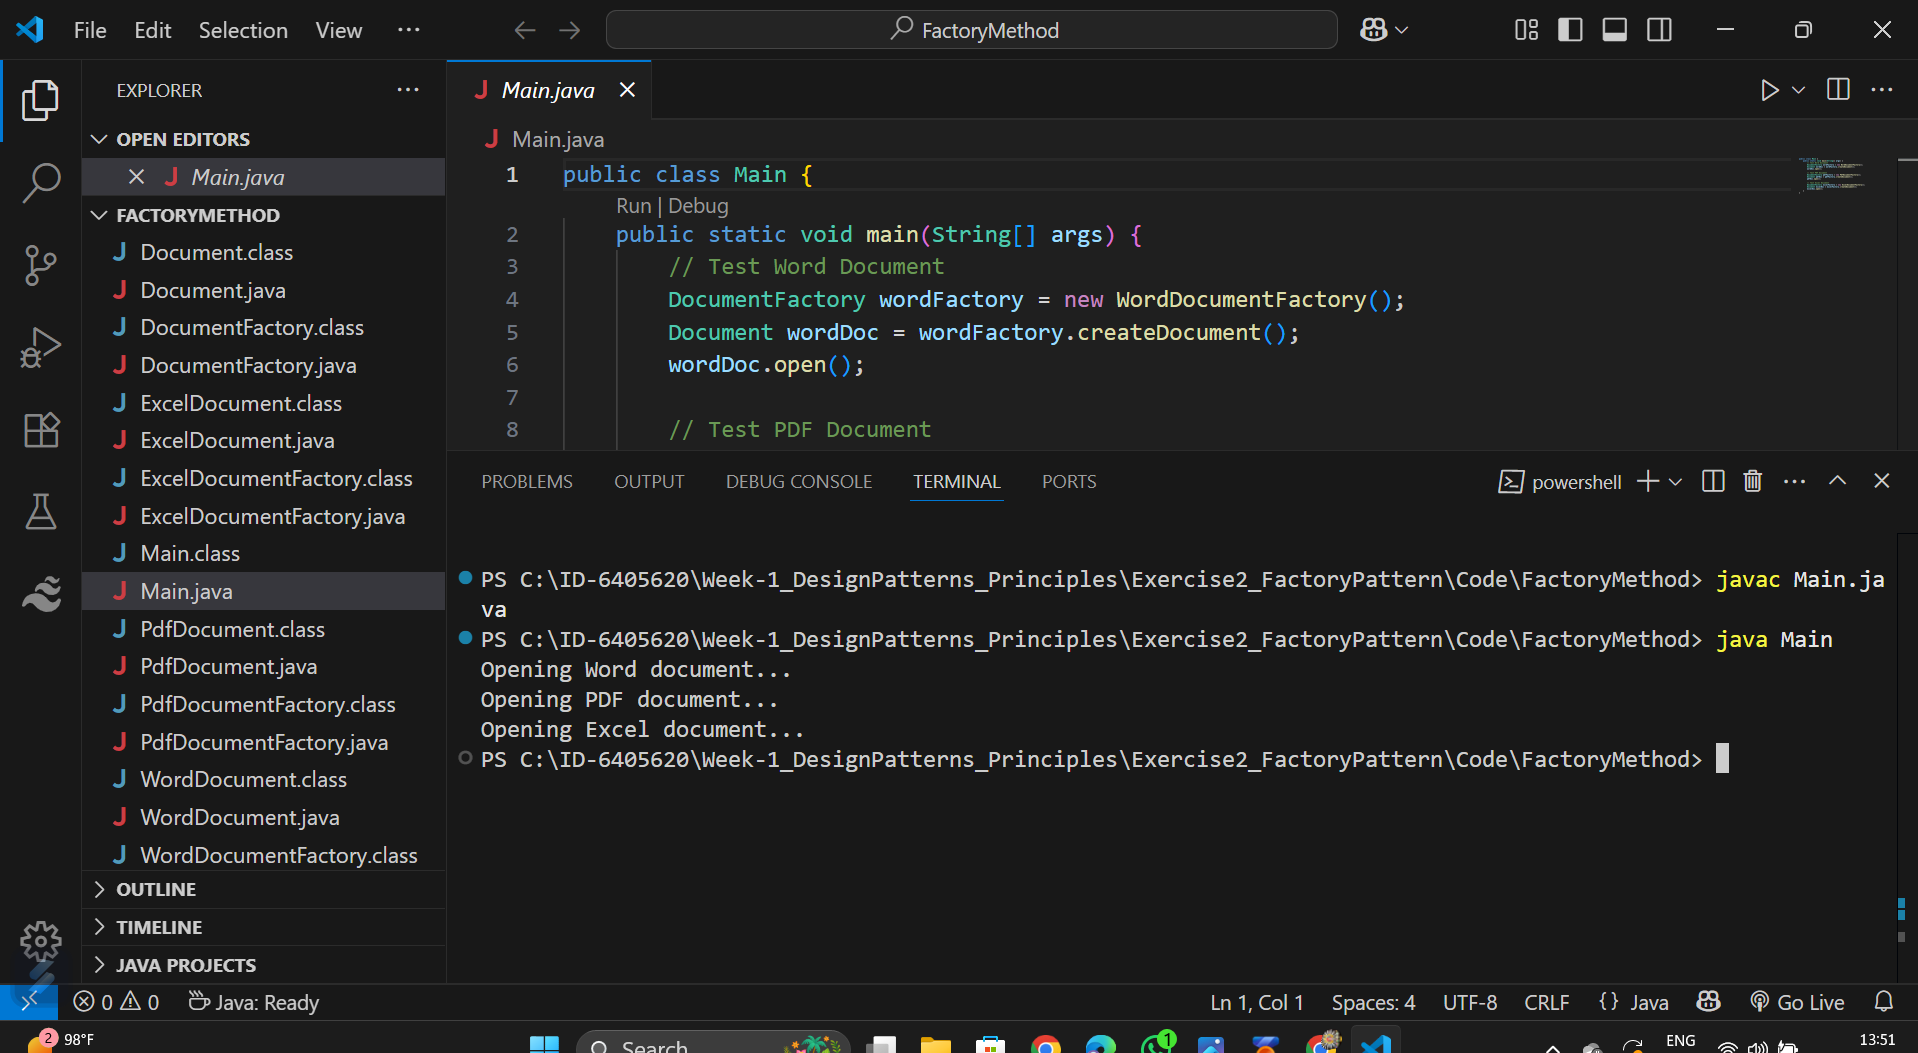 File Edit Selection View ...
FactoryMethod
EXPLORER
OPEN EDITORS
Main.java
FACTORYMETHOD
Document.class
Document.java
DocumentFactory.class
DocumentFactory.java
ExcelDocument.class
ExcelDocument.java
ExcelDocumentFactory.class
ExcelDocumentFactory.java
Main.class
Main.java
PdfDocument.class
PdfDocument.java
PdfDocumentFactory.class
PdfDocumentFactory.java
WordDocument.class
WordDocument.java
WordDocumentFactory.class
OUTLINE
TIMELINE
JAVA PROJECTS
Main.java
Main.java
1 public class Main {
Run | Debug
2 public static void main(String[] args) {
3 // Test Word Document
4 DocumentFactory wordFactory = new WordDocumentFactory();
5 Document wordDoc = wordFactory.createDocument();
6 wordDoc.open();
7
8 // Test PDF Document
PROBLEMS OUTPUT DEBUG CONSOLE TERMINAL PORTS
powershell
PS C:\ID-6405620\Week-1_DesignPatterns_Principles\Exercise2_FactoryPattern\Code\FactoryMethod> javac Main.ja
va
PS C:\ID-6405620\Week-1_DesignPatterns_Principles\Exercise2_FactoryPattern\Code\FactoryMethod> java Main
Opening Word document...
Opening PDF document...
Opening Excel document...
PS C:\ID-6405620\Week-1_DesignPatterns_Principles\Exercise2_FactoryPattern\Code\FactoryMethod>
0 0 Java: Ready
Ln 1, Col 1 Spaces: 4 UTF-8 CRLF {} Java Go Live
2 98°F
Search
1
ENG
13:51